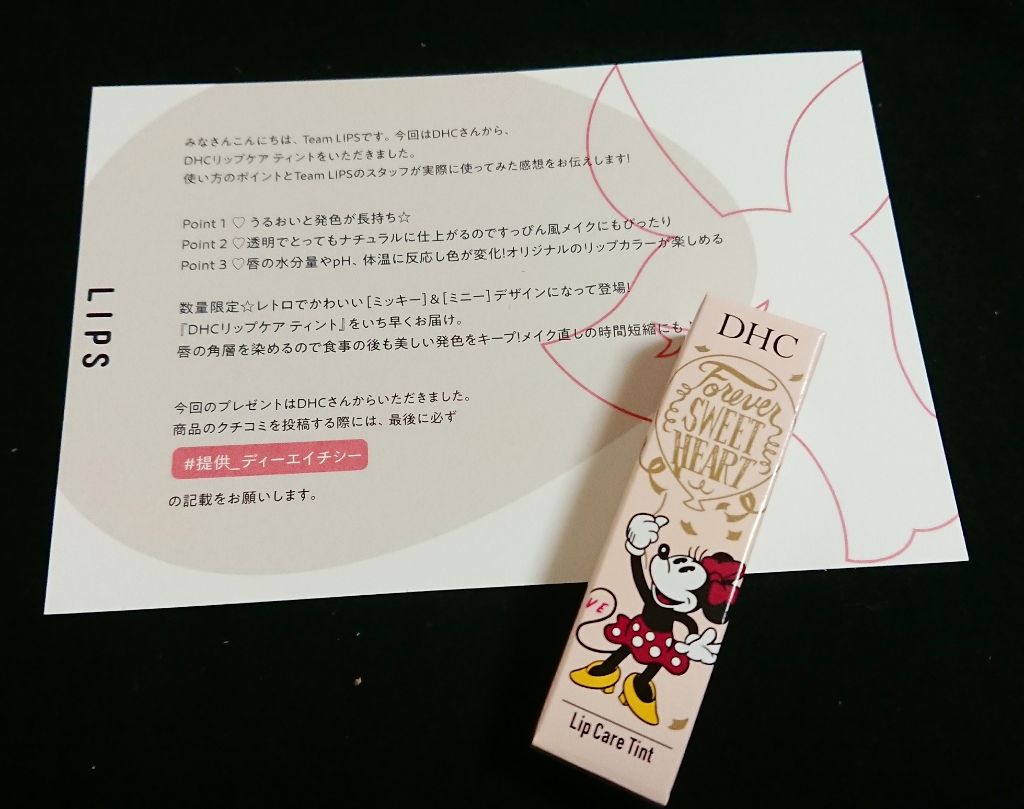 みなさんこんにちは、Team LIPSです。今回はDHCさんから、
DHCリップケア ティントをいただきました。
使い方のポイントとTeam LIPSのスタッフが実際に使ってみた感想をお伝えします!
Point 1 ♡うるおいと発色が長持ち☆
Point 2 ♡透明でとってもナチュラルに仕上がるのですっぴん風メイクにもぴったり
Point 3 ♡唇の水分量やpH、体温に反応し色が変化!オリジナルのリップカラーが楽しめる
数量限定☆レトロでかわいい[ミッキー]&[ミニー]デザインになって登場!
『DHCリップケア ティント』をいち早くお届け。
唇の角層を染めるので食事の後も美しい発色をキープ!メイク直しの時間短縮にも
今回のプレゼントはDHCさんからいただきました。
商品のクチコミを投稿する際には、最後に必ず
#提供_ディーエイチシー
の記載をお願いします。
LIPS
DHC
Forever
SWEET
HEART
VE
Lip Care Tint